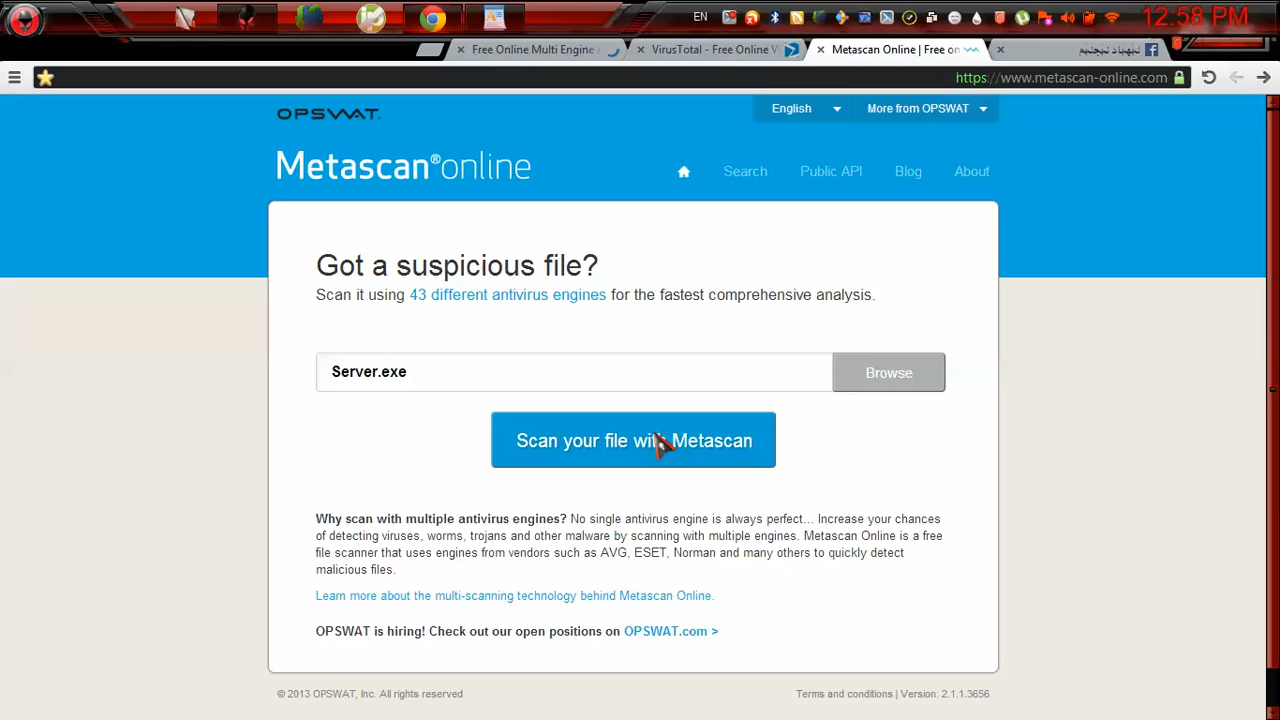 EN
12:58 PM
Free Online Multi Engine
VirusTotal - Free Online Vi
Metascan Online | Free on
https://www.metascan-online.com
OPSWAT.
English
More from OPSWAT
Metascan®online
Search
Public API
Blog
About
Got a suspicious file?
Scan it using 43 different antivirus engines for the fastest comprehensive analysis.
Server.exe
Browse
Scan your file with Metascan
Why scan with multiple antivirus engines? No single antivirus engine is always perfect... Increase your chances
of detecting viruses, worms, trojans and other malware by scanning with multiple engines. Metascan Online is a free
file scanner that uses engines from vendors such as AVG, ESET, Norman and many others to quickly detect
malicious files.
Learn more about the multi-scanning technology behind Metascan Online.
OPSWAT is hiring! Check out our open positions on OPSWAT.com >
© 2013 OPSWAT, Inc. All rights reserved
Terms and conditions | Version: 2.1.1.3656